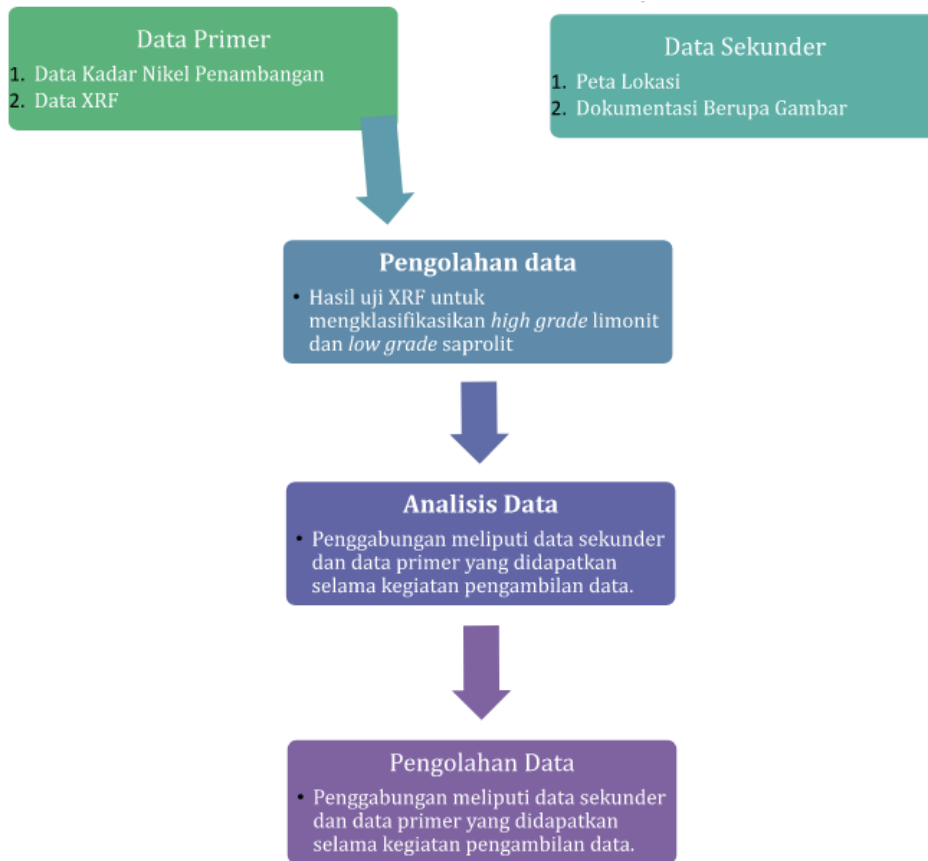 Data Primer
1. Data Kadar Nikel Penambangan
2. Data XRF
Data Sekunder
1. Peta Lokasi
2. Dokumentasi Berupa Gambar
Pengolahan data
• Hasil uji XRF untuk
mengklasifikasikan high grade limonit
dan low grade saprolit
Analisis Data
• Penggabungan meliputi data sekunder
dan data primer yang didapatkan
selama kegiatan pengambilan data.
Pengolahan Data
• Penggabungan meliputi data sekunder
dan data primer yang didapatkan
selama kegiatan pengambilan data.